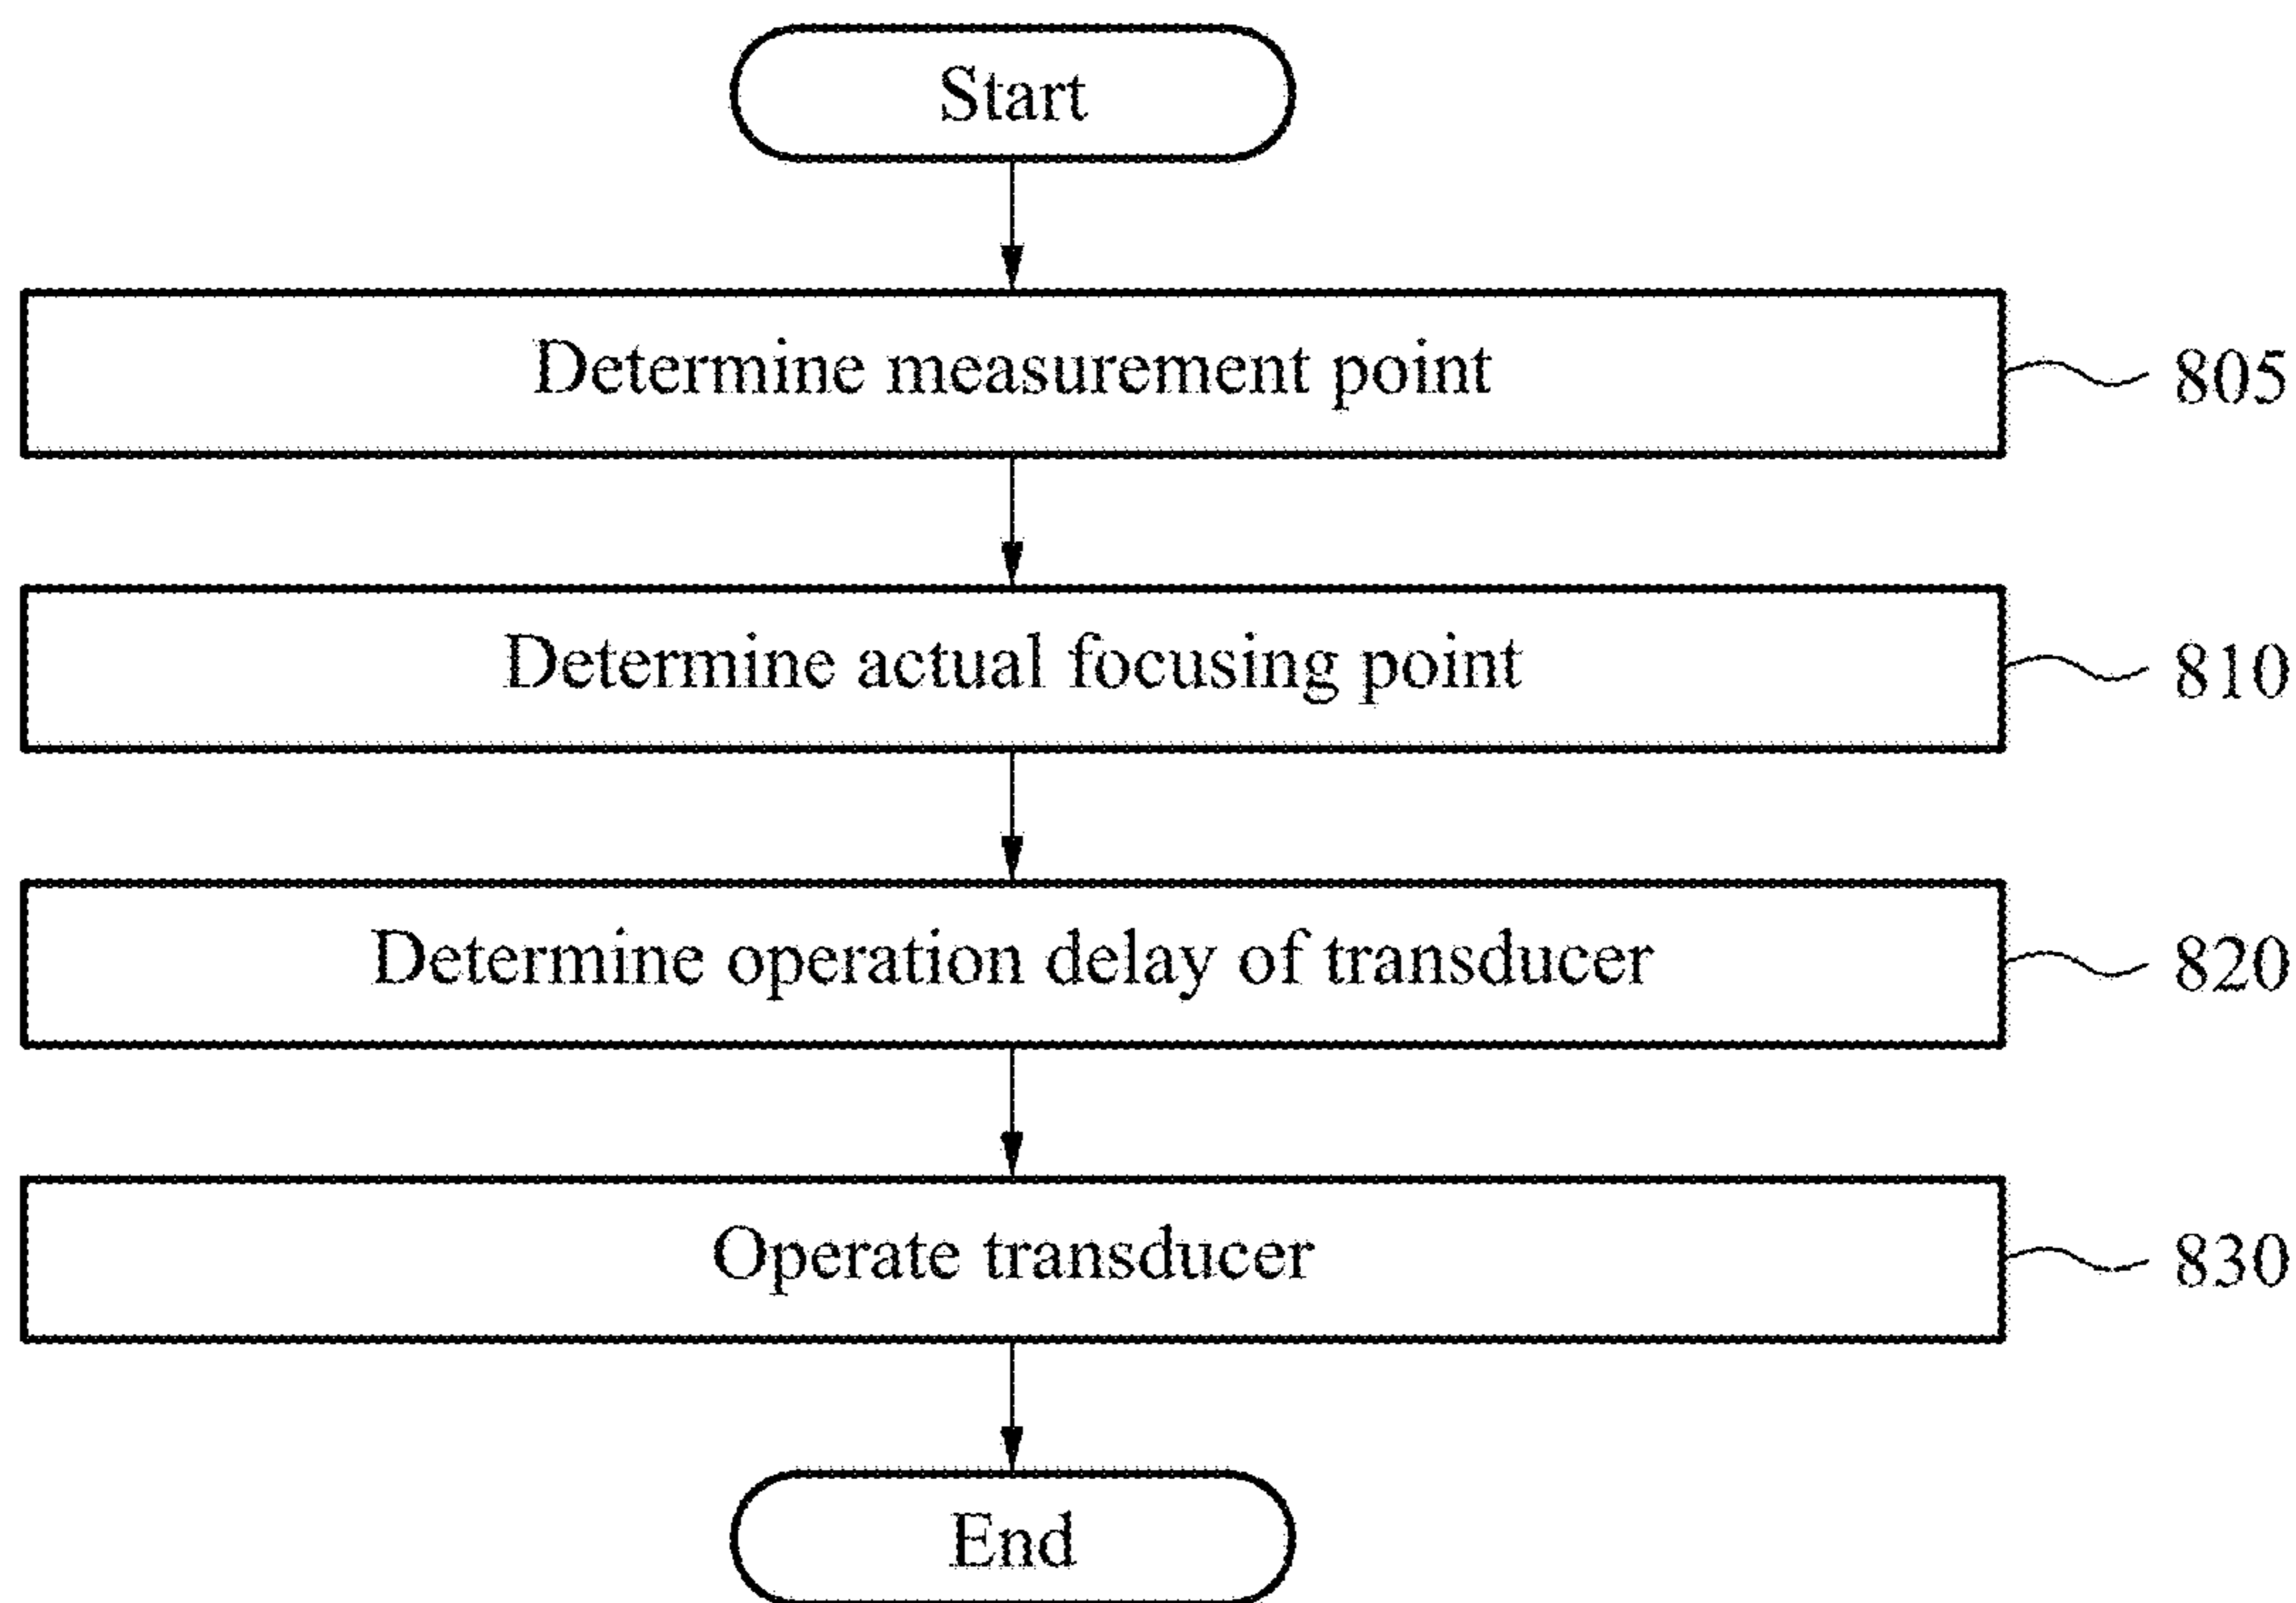 Start
Determine measurement point
805
Determine actual focusing point
810
Determine operation delay of transducer
820
Operate transducer
830
End